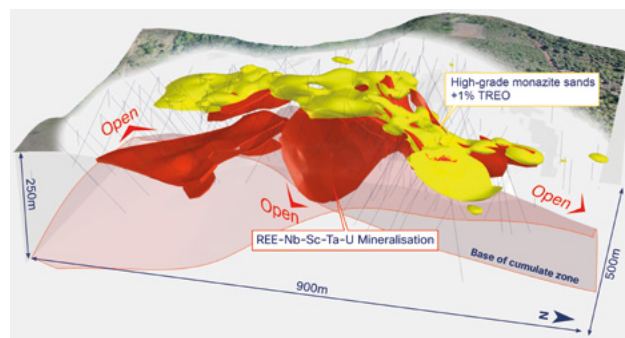 High-grade monazite sands
+1% TREO
Open
Open
Open
250m
REE-Nb-Sc-Ta-U Mineralisation
Base of cumulate zone
500m
900m
N